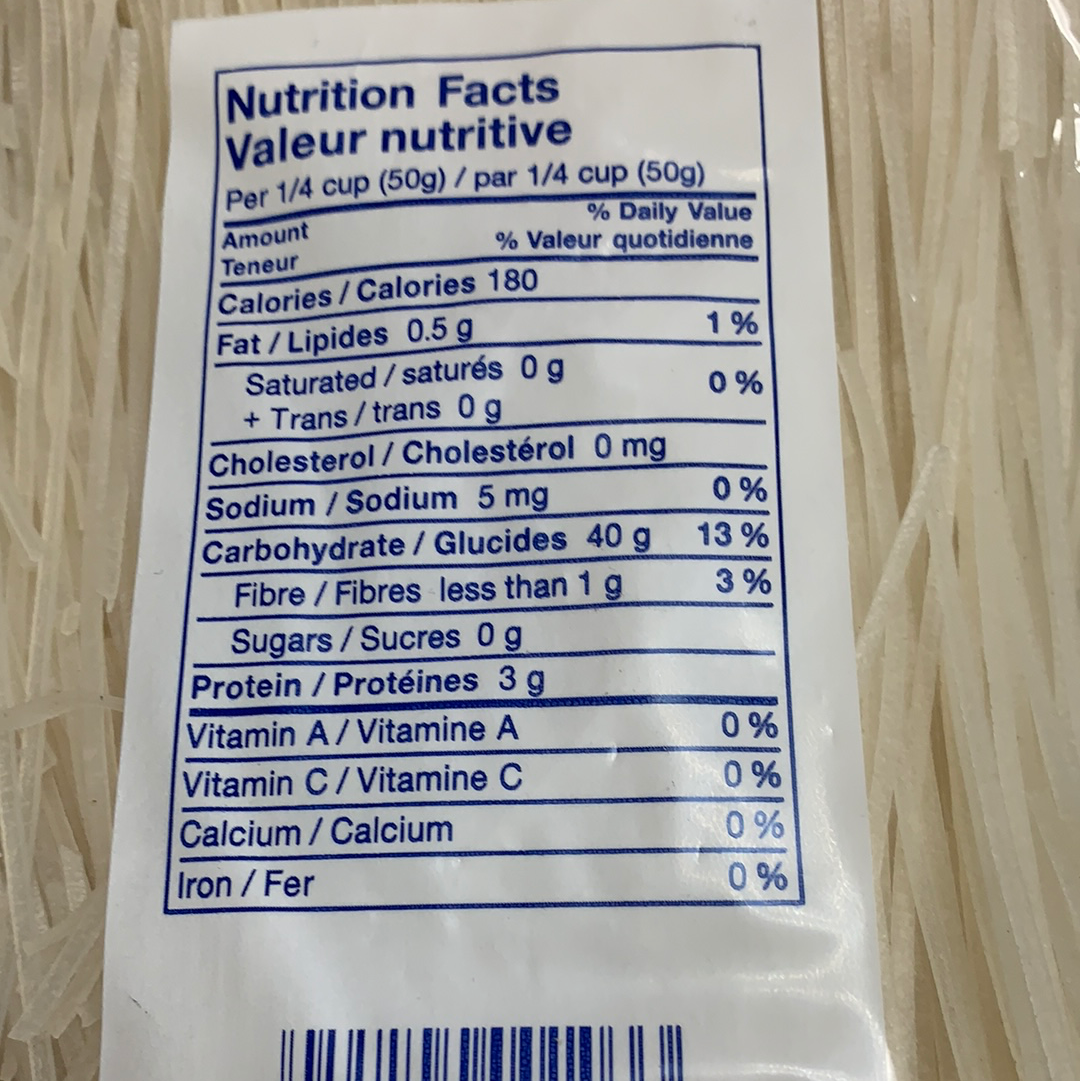 Nutrition Facts
Valeur nutritive
Per 1/4 cup (50g) / par 1/4 cup (50g)
Amount % Daily Value
Teneur % Valeur quotidienne
Calories / Calories 180
Fat / Lipides 0.5 g 1 %
Saturated / saturés 0 g
+ Trans / trans 0 g 0 %
Cholesterol / Cholestérol 0 mg
Sodium / Sodium 5 mg 0 %
Carbohydrate / Glucides 40 g 13 %
Fibre / Fibres less than 1 g 3 %
Sugars / Sucres 0 g
Protein / Protéines 3 g
Vitamin A / Vitamine A 0 %
Vitamin C / Vitamine C 0 %
Calcium / Calcium 0 %
Iron / Fer 0 %